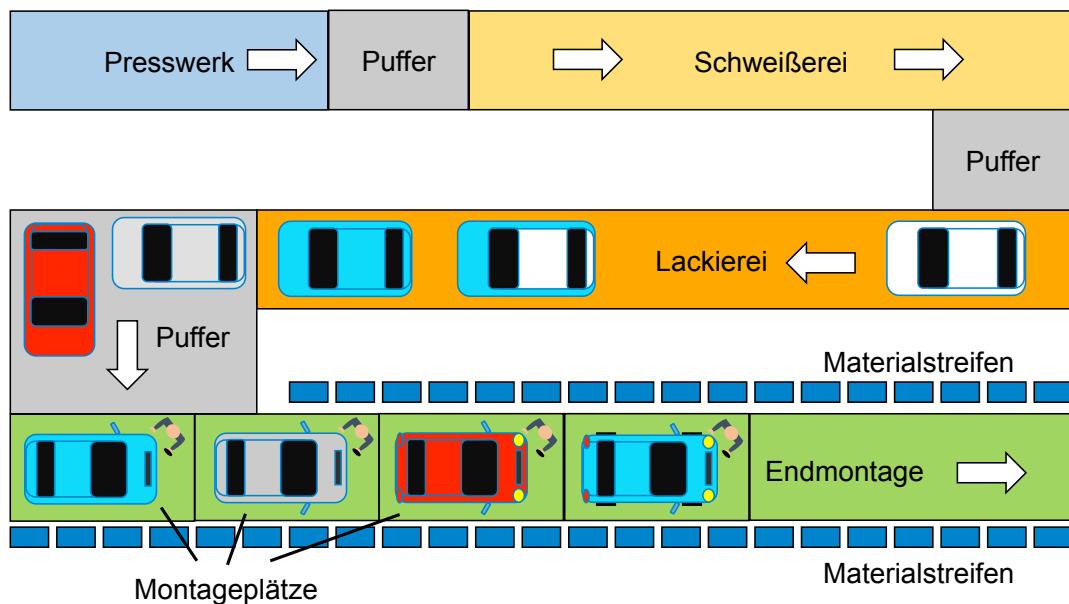 Presswerk
Puffer
Schweißerei
Puffer
Lackierei
Puffer
Materialstreifen
Endmontage
Montageplätze
Materialstreifen